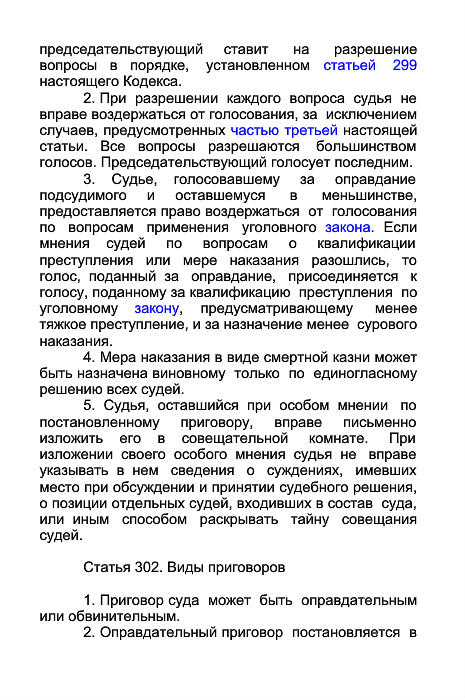 председательствующий ставит на разрешение
вопросы в порядке, установленном статьей 299
настоящего Кодекса.
2. При разрешении каждого вопроса судья не
вправе воздержаться от голосования, за исключением
случаев, предусмотренных частью третьей настоящей
статьи. Все вопросы разрешаются большинством
голосов. Председательствующий голосует последним.
3. Судье, голосовавшему за оправдание
подсудимого и оставшемуся в меньшинстве,
предоставляется право воздержаться от голосования
по вопросам применения уголовного закона. Если
мнения судей по вопросам о квалификации
преступления или мере наказания разошлись, то
голос, поданный за оправдание, присоединяется к
голосу, поданному за квалификацию преступления по
уголовному закону, предусматривающему менее
тяжкое преступление, и за назначение менее сурового
наказания.
4. Мера наказания в виде смертной казни может
быть назначена виновному только по единогласному
решению всех судей.
5. Судья, оставшийся при особом мнении по
постановленному приговору, вправе письменно
изложить его в совещательной комнате. При
изложении своего особого мнения судья не вправе
указывать в нем сведения о суждениях, имевших
место при обсуждении и принятии судебного решения,
о позиции отдельных судей, входивших в состав суда,
или иным способом раскрывать тайну совещания
судей.
Статья 302. Виды приговоров
1. Приговор суда может быть оправдательным
или обвинительным.
2. Оправдательный приговор постановляется в